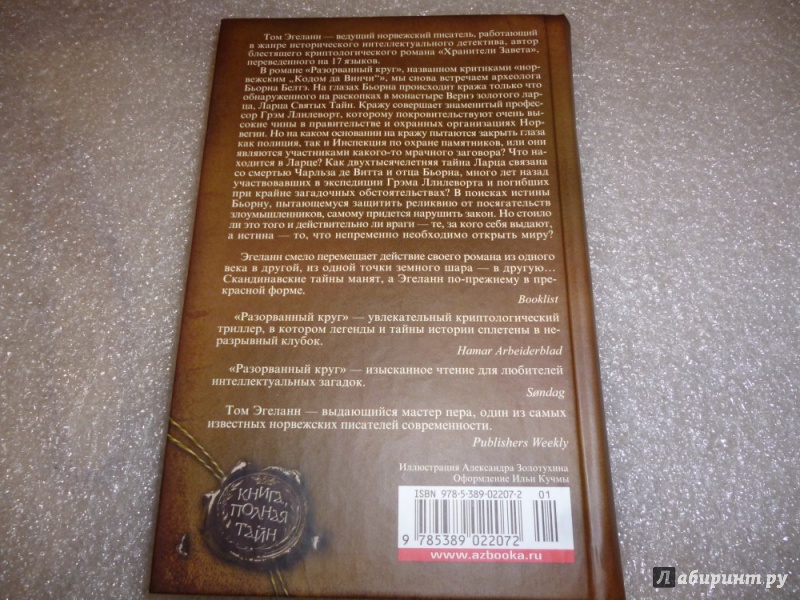 Том Эгеланн — ведущий норвежский писатель, работающий
в жанре исторического интеллектуального детектива, автор
блестящего криптологического романа «Хранители Завета»,
переведенного на 17 языков.
В романе «Разорванный круг», названном критиками «нор-
вежским „Кодом да Винчи“», мы снова встречаем археолога
Бьорна Белтэ. На глазах Бьорна происходит кража только что
обнаруженного на раскопках в монастыре Вернэ золотого лар-
ца, Ларца Святых Тайн. Кражу совершает знаменитый профес-
сор Грэм Ллилеворт, которому покровительствуют очень вы-
сокие чины в правительстве и охранных организациях Нор-
вегии. Но на каком основании на кражу пытаются закрыть глаза
как полиция, так и Инспекция по охране памятников, или они
являются участниками какого-то мрачного заговора? Что на-
ходится в Ларце? Как двухтысячелетняя тайна Ларца связана
со смертью Чарльза де Витта и отца Бьорна, много лет назад
участвовавших в экспедиции Грэма Ллилеворта и погибших
при крайне загадочных обстоятельствах? В поисках истины
Бьорну, пытающемуся защитить реликвию от посягательств
злоумышленников, самому придется нарушить закон. Но стоило
ли это того и действительно ли враги — те, за кого себя выдают,
а истина — то, что непременно необходимо открыть миру?
Эгеланн смело перемещает действие своего романа из одного
века в другой, из одной точки земного шара — в другую...
Скандинавские тайны манят, а Эгеланн по-прежнему в пре-
красной форме.
Booklist
«Разорванный круг» — увлекательный криптологический
триллер, в котором легенды и тайны истории сплетены в не-
разрывный клубок.
Hamar Arbeiderblad
«Разорванный круг» — изысканное чтение для любителей
интеллектуальных загадок.
Søndag
Том Эгеланн — выдающийся мастер пера, один из самых
известных норвежских писателей современности.
Publishers Weekly
Иллюстрация Александра Золотухина
Оформление Ильи Кучмы
ISBN 978-5-389-02207-2 01
9 785389 022072
www.azbooka.ru
КНИГА,
ПОЛНАЯ
ТАЙН
Лабиринт.ру